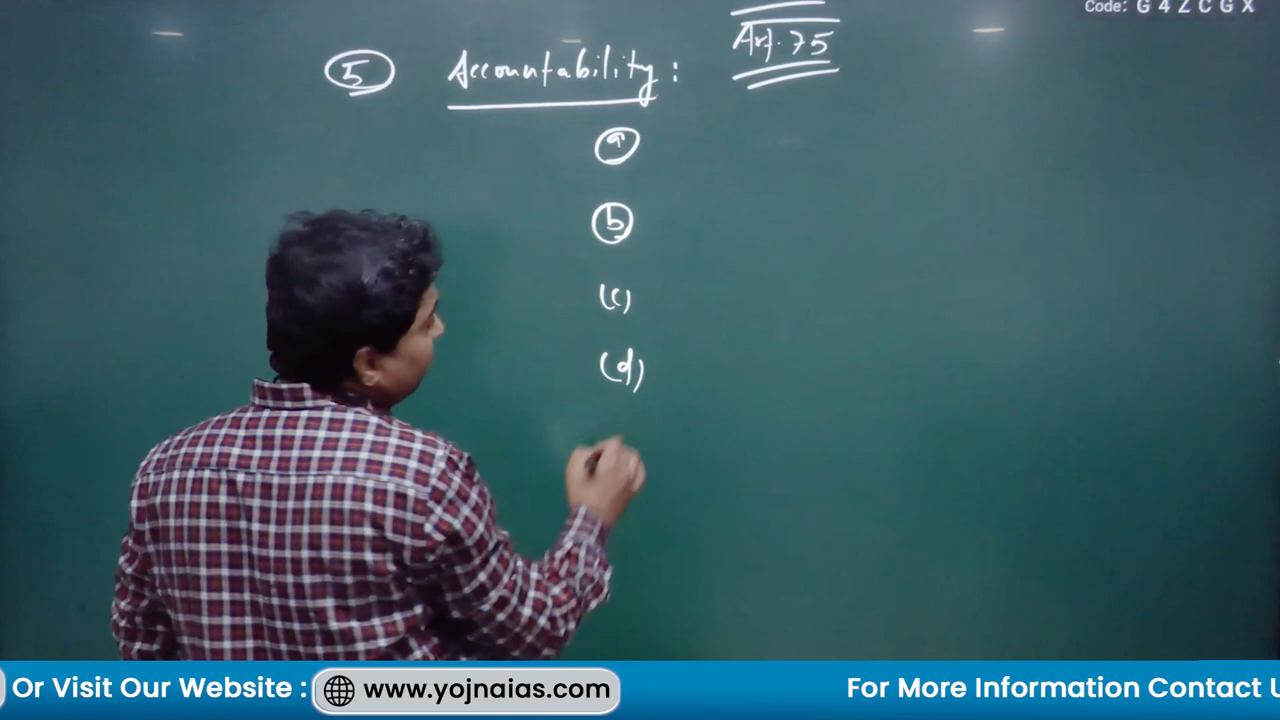 Code: G 4 Z C G X
Art. 75
5 Accountability :
a
b
(c)
(d)
Or Visit Our Website : www.yojnaias.com
For More Information Contact U